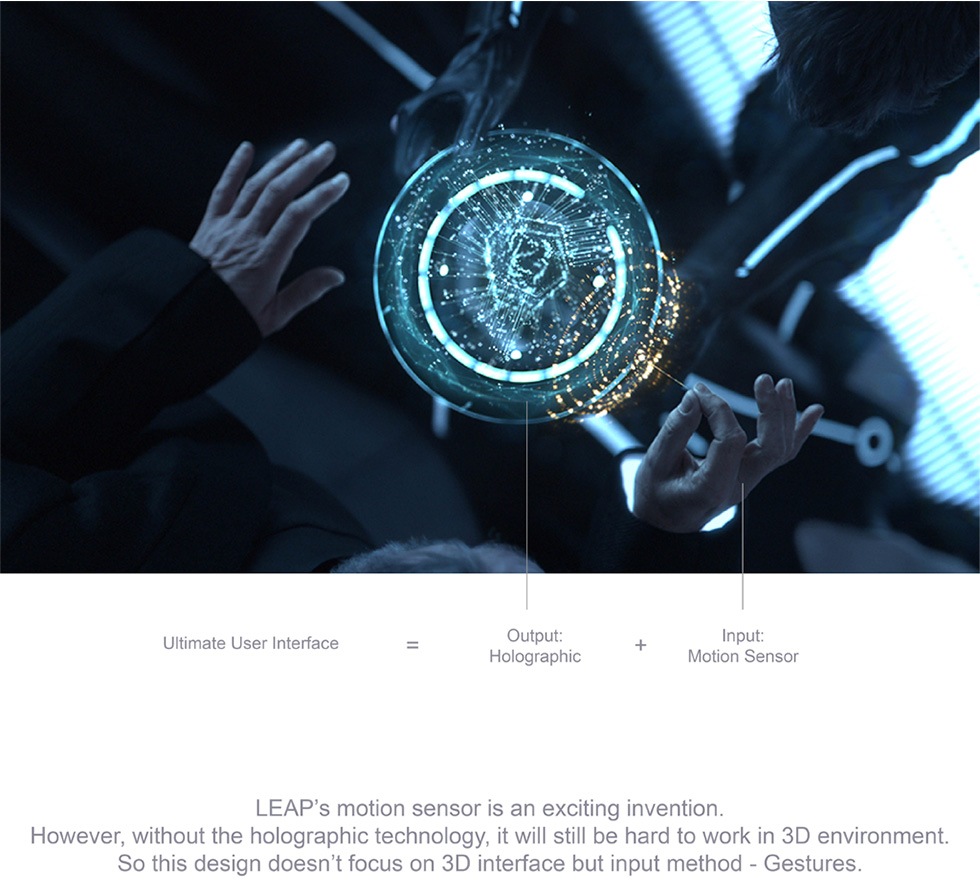 Ultimate User Interface = Output: + Input:
Holographic Motion Sensor
LEAP’s motion sensor is an exciting invention.
However, without the holographic technology, it will still be hard to work in 3D environment.
So this design doesn’t focus on 3D interface but input method - Gestures.